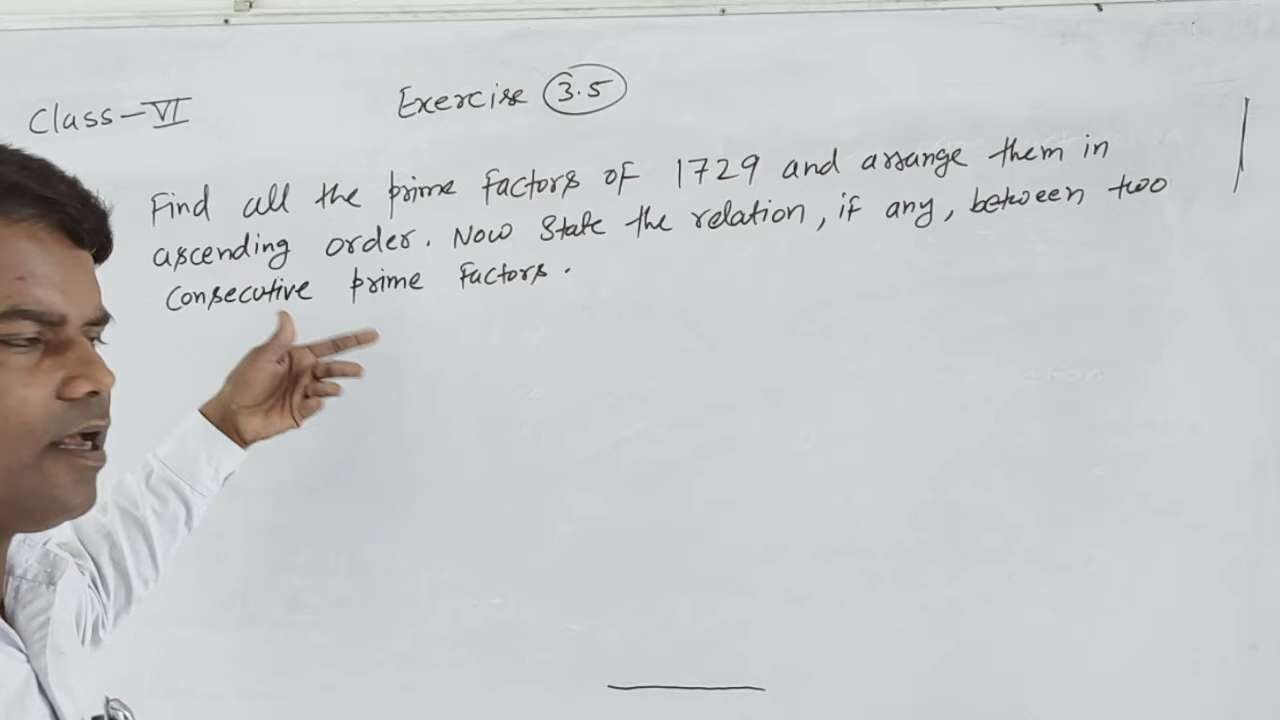 Class-VI
Exercise 3.5
Find all the prime factors of 1729 and arrange them in
ascending order. Now state the relation, if any, between two
consecutive prime factors.